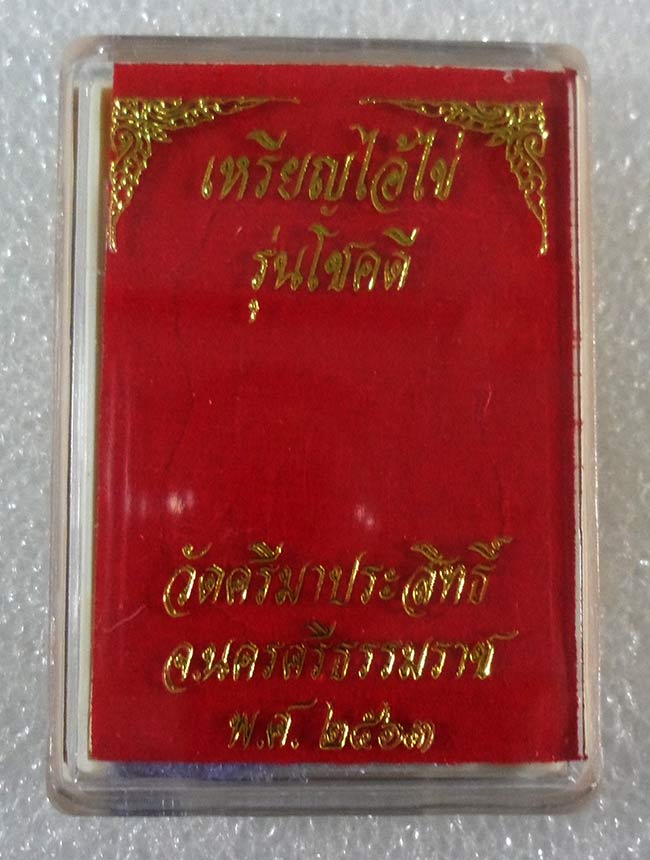 เหรียญไอ้ไข่
รุ่นโชคดี
วัดศรีมาประสิทธิ์
จ.นครศรีธรรมราช
พ.ศ. ๒๕๖๓